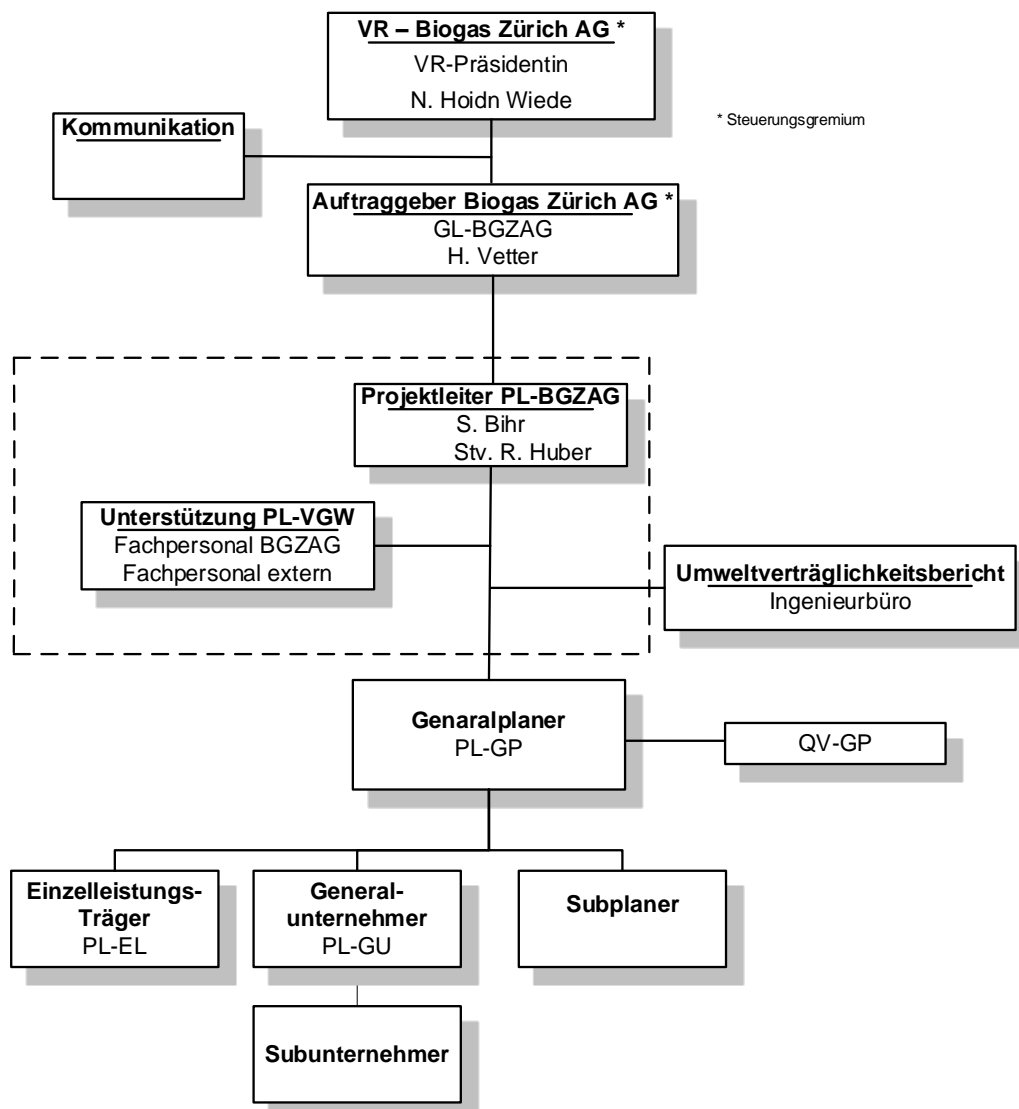 VR – Biogas Zürich AG *
VR-Präsidentin
N. Hoidn Wiede
* Steuerungsgremium
Kommunikation
Auftraggeber Biogas Zürich AG *
GL-BGZAG
H. Vetter
Projektleiter PL-BGZAG
S. Bihr
Stv. R. Huber
Unterstützung PL-VGW
Fachpersonal BGZAG
Fachpersonal extern
Umweltverträglichkeitsbericht
Ingenieurbüro
Genaralplaner
PL-GP
QV-GP
Einzelleistungs-
Träger
PL-EL
General-
unternehmer
PL-GU
Subplaner
Subunternehmer